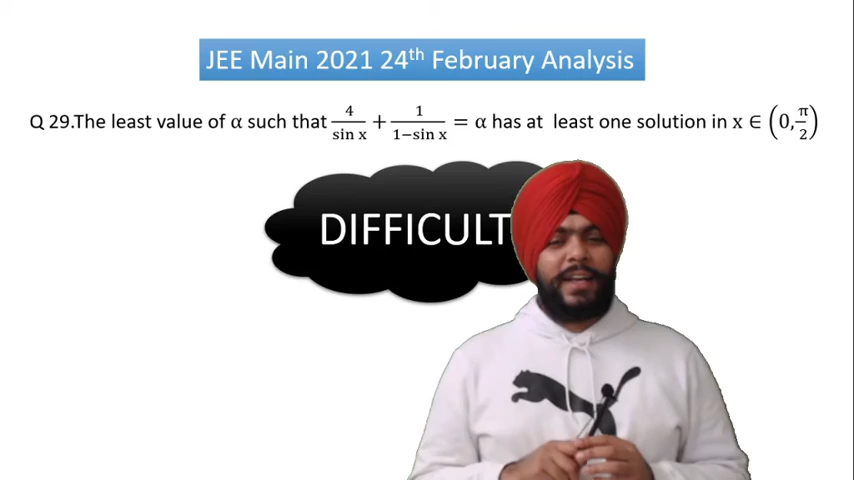 JEE Main 2021 24th February Analysis
Q 29.The least value of α such that 4/sin x + 1/1−sin x = α has at least one solution in x ∈ (0,π/2)
DIFFICULT